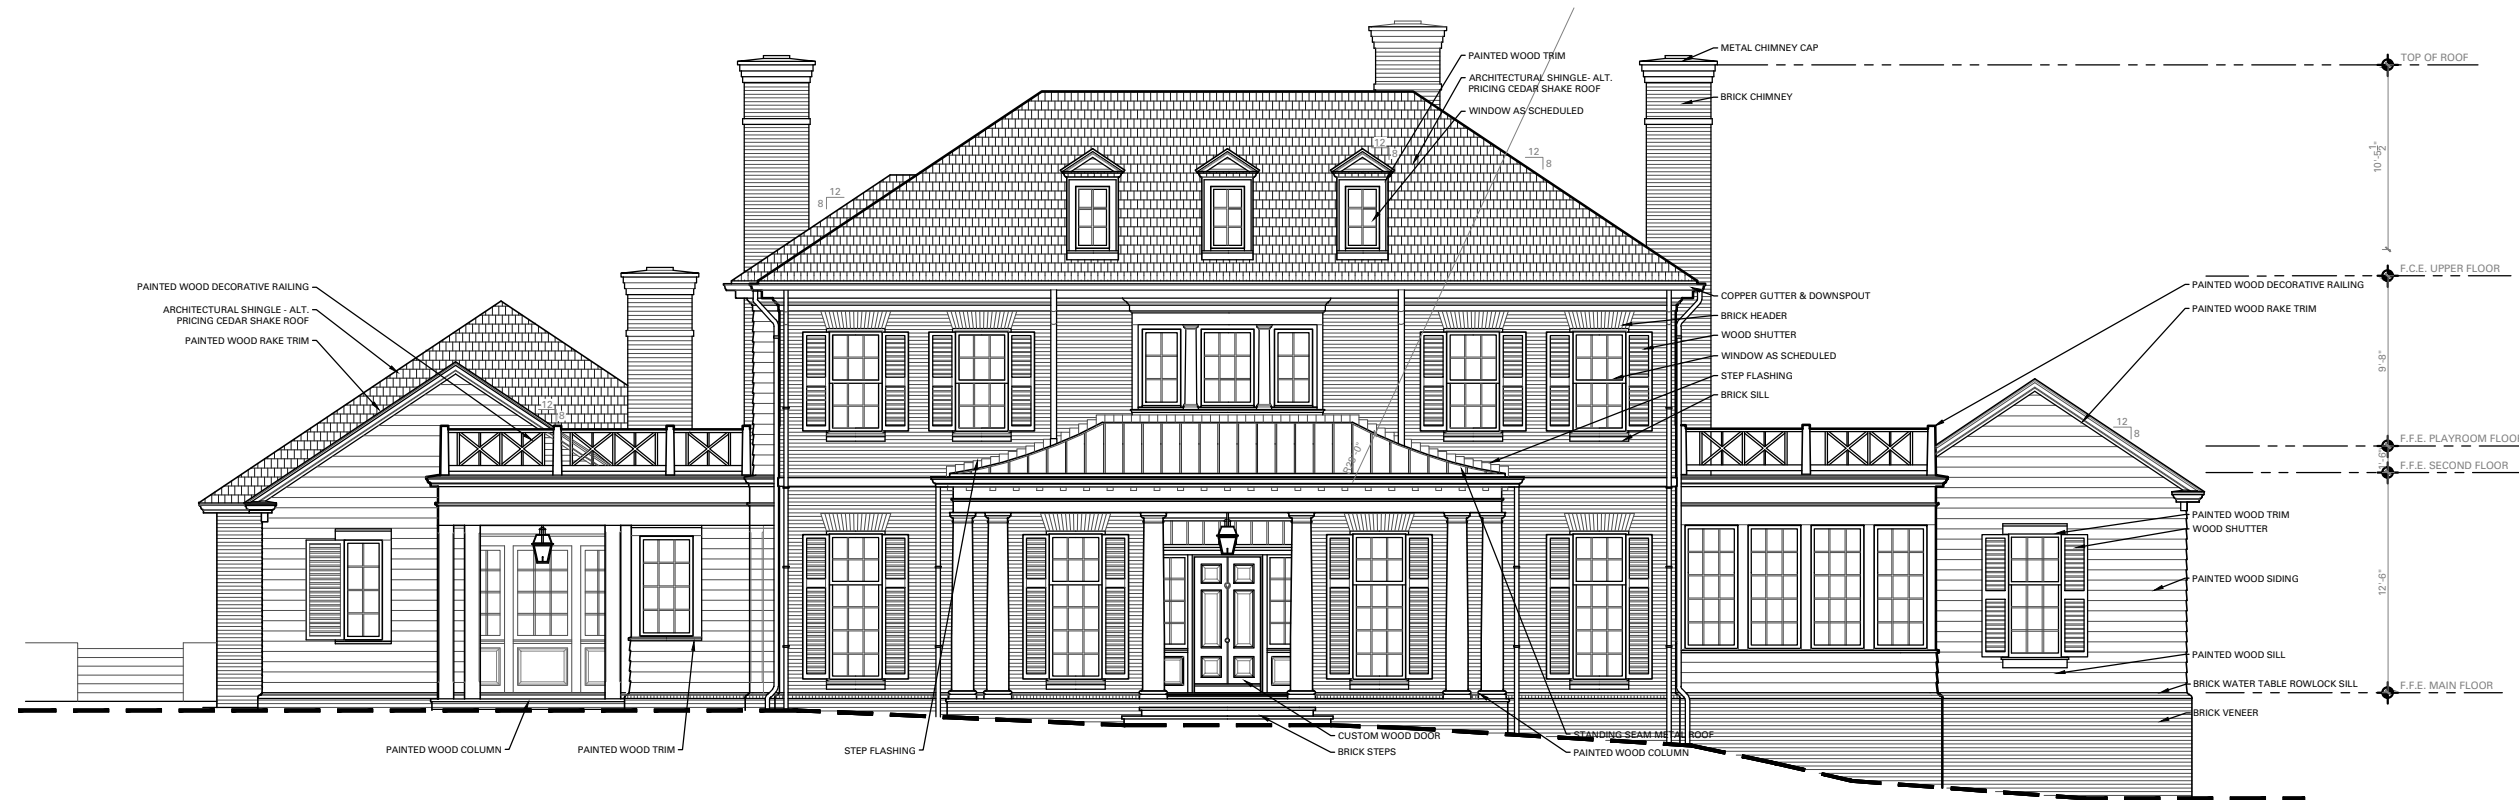 METAL CHIMNEY CAP
PAINTED WOOD TRIM
TOP OF ROOF
ARCHITECTURAL SHINGLE- ALT.
PRICING CEDAR SHAKE ROOF
BRICK CHIMNEY
WINDOW AS SCHEDULED
12
8
12
8
12
8
10'-5 1/2"
F.C.E. UPPER FLOOR
PAINTED WOOD DECORATIVE RAILING
PAINTED WOOD DECORATIVE RAILING
COPPER GUTTER & DOWNSPOUT
ARCHITECTURAL SHINGLE - ALT.
PRICING CEDAR SHAKE ROOF
PAINTED WOOD RAKE TRIM
BRICK HEADER
WOOD SHUTTER
PAINTED WOOD RAKE TRIM
WINDOW AS SCHEDULED
9'-8"
STEP FLASHING
BRICK SILL
12
8
12
8
F.F.E. PLAYROOM FLOOR
F.F.E. SECOND FLOOR
PAINTED WOOD TRIM
WOOD SHUTTER
PAINTED WOOD SIDING
12'-6"
PAINTED WOOD SILL
BRICK WATER TABLE ROWLOCK SILL
F.F.E. MAIN FLOOR
BRICK VENEER
PAINTED WOOD COLUMN
PAINTED WOOD TRIM
STEP FLASHING
CUSTOM WOOD DOOR
BRICK STEPS
STANDING SEAM METAL ROOF
PAINTED WOOD COLUMN